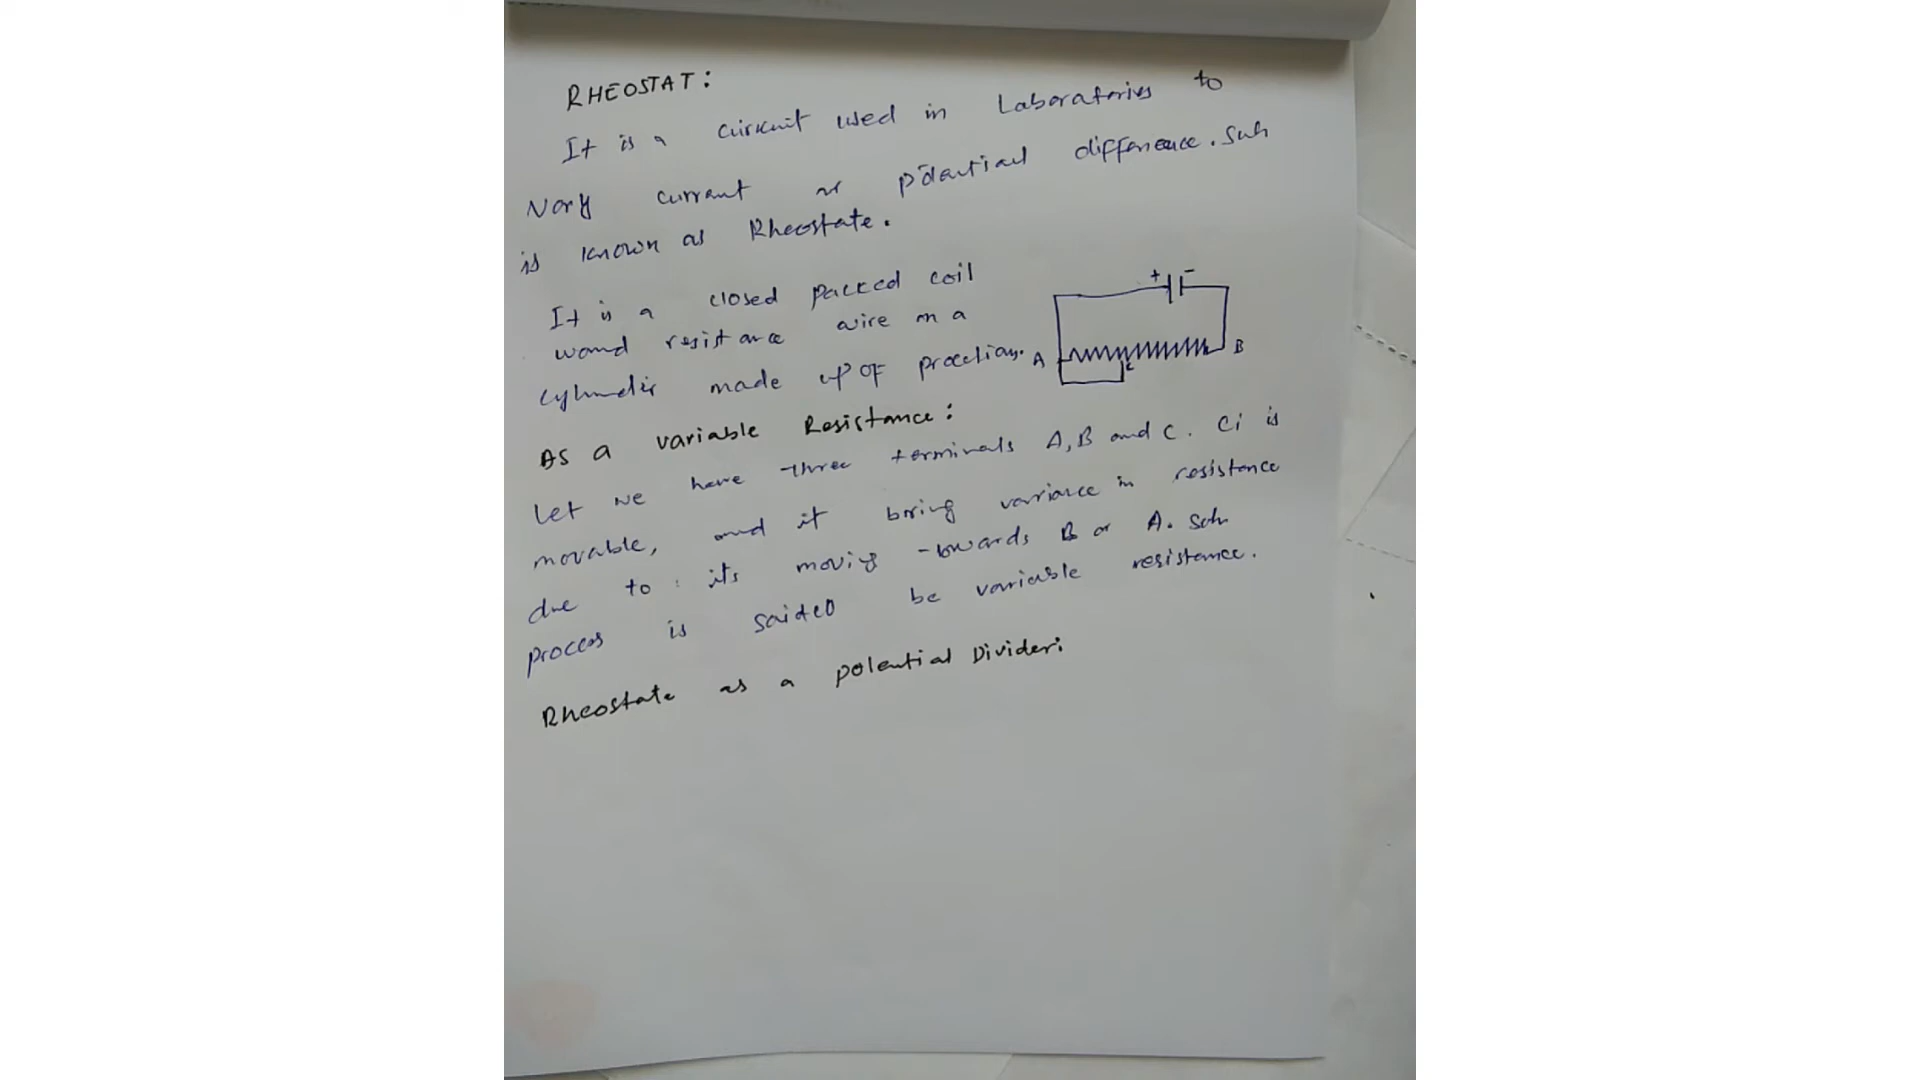 RHEOSTAT:
It is a circuit used in Laboratories to
Vary current or potential difference. Such
is known as Rheostate.
It is a closed packed coil
wound resistance wire on a
cylinder made up of procelian.
+ -
A B
C
As a variable Resistance:
Let we have three terminals A, B and C. Ci is
movable, and it bring variance in resistance
due to its moving towards B or A. Such
process is saided be variable resistance.
Rheostate as a potential Divider: